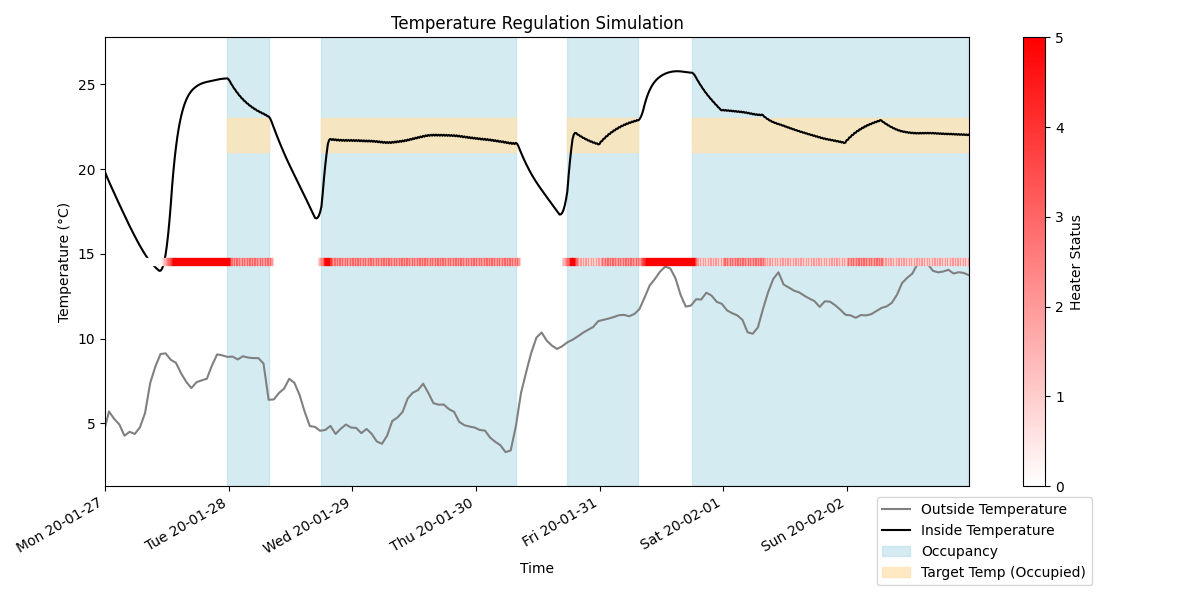 Temperature Regulation Simulation
25
20
15
10
5
Temperature (°C)
Mon 20-01-27
Tue 20-01-28
Wed 20-01-29
Thu 20-01-30
Fri 20-01-31
Sat 20-02-01
Sun 20-02-02
Time
5
4
3
2
1
0
Heater Status
Outside Temperature
Inside Temperature
Occupancy
Target Temp (Occupied)